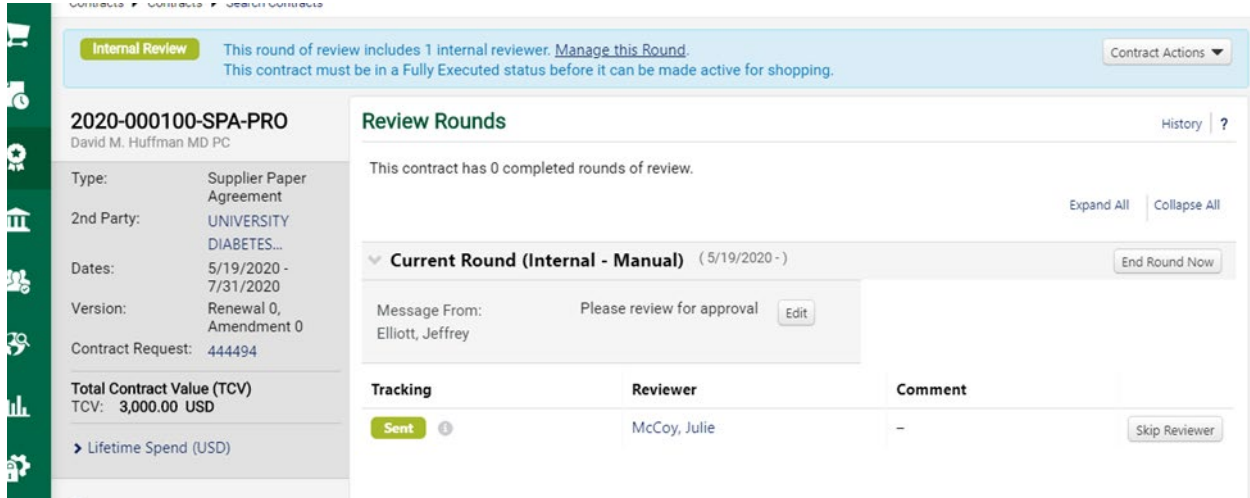 Contracts ▸ Contracts ▸ Search Contracts
Internal Review
This round of review includes 1 internal reviewer. Manage this Round.
This contract must be in a Fully Executed status before it can be made active for shopping.
Contract Actions
2020-000100-SPA-PRO
David M. Huffman MD PC
Type: Supplier Paper
Agreement
2nd Party: UNIVERSITY
DIABETES...
Dates: 5/19/2020 -
7/31/2020
Version: Renewal 0,
Amendment 0
Contract Request: 444494
Total Contract Value (TCV)
TCV: 3,000.00 USD
Lifetime Spend (USD)
Review Rounds
History ?
This contract has 0 completed rounds of review.
Expand All Collapse All
Current Round (Internal - Manual) ( 5/19/2020 - )
End Round Now
Message From: Please review for approval Edit
Elliott, Jeffrey
Tracking Reviewer Comment
Sent McCoy, Julie – Skip Reviewer